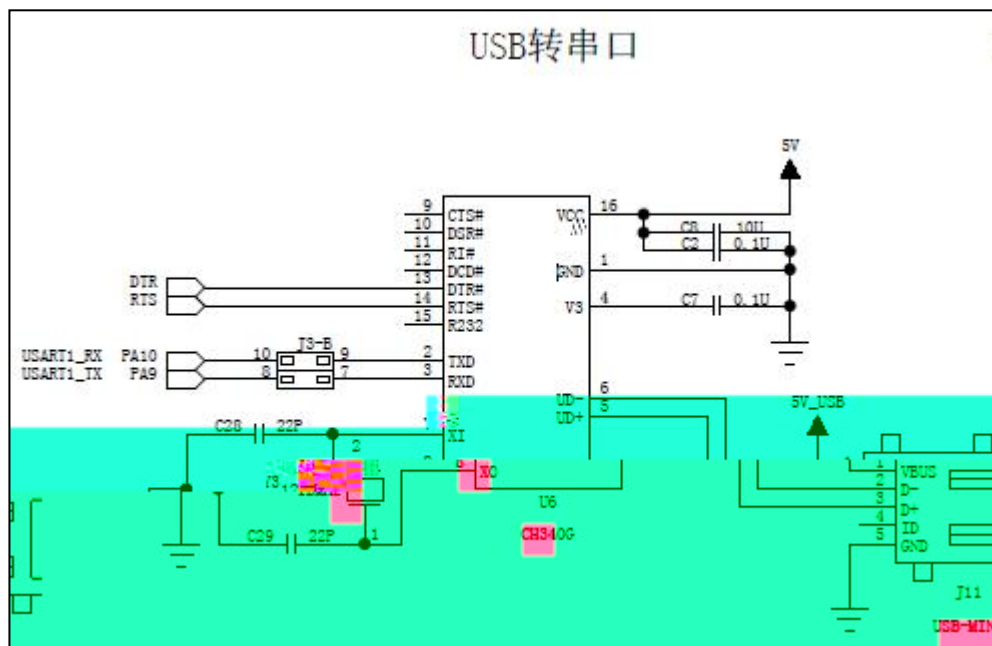 USB转串口
5V
9 CTS#
10 DSR#
11 RI#
12 DCD#
DTR 13 DTR#
RTS 14 RTS#
15 R232
VCC 16
C8 10U
C2 0.1U
GND 1
V3 4 C7 0.1U
J3-B
USART1_RX PA10 10 9 2 TXD
USART1_TX PA9 8 7 3 RXD
UD- 6
UD+ 5
5V_USB
C28 22P
XI
2
XO
1 VBUS
2 D-
3 D+
4 ID
5 GND
U6
C29 22P 1
CH340G
J11
USB-MIN